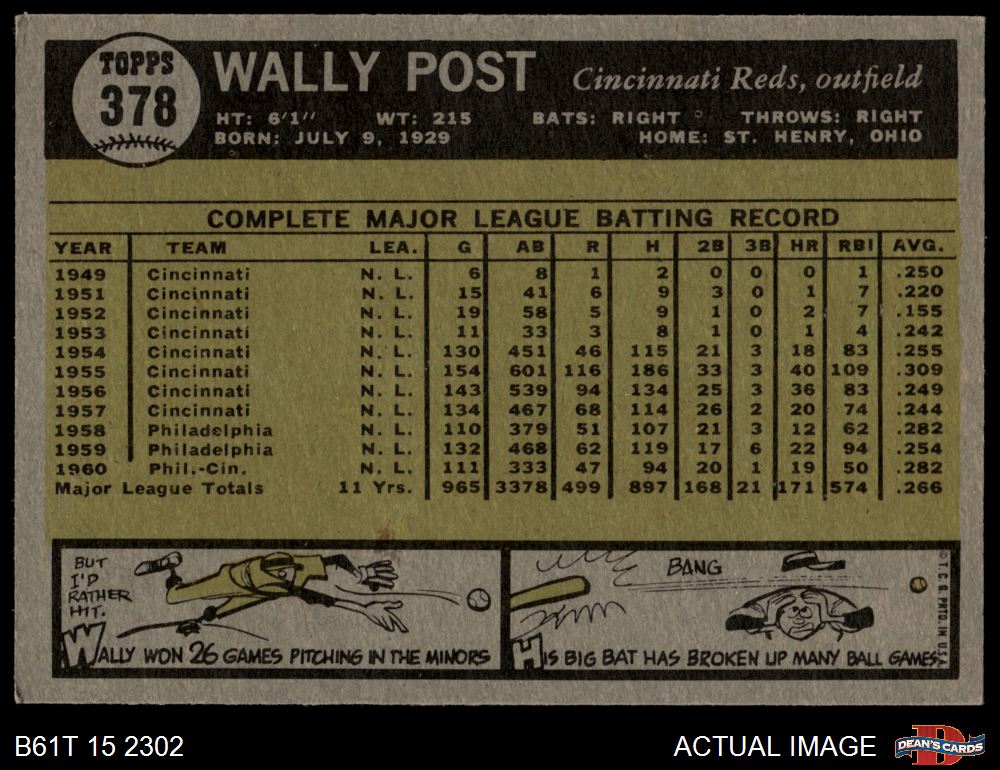 TOPPS
378
WALLY POST Cincinnati Reds, outfield
HT: 6'1" WT: 215 BATS: RIGHT THROWS: RIGHT
BORN: JULY 9, 1929 HOME: ST. HENRY, OHIO
COMPLETE MAJOR LEAGUE BATTING RECORD
YEAR TEAM LEA. G AB R H 2B 3B HR RBI AVG.
1949 Cincinnati N. L. 6 8 1 2 0 0 0 1 .250
1951 Cincinnati N. L. 15 41 6 9 3 0 1 7 .220
1952 Cincinnati N. L. 19 58 5 9 1 0 2 7 .155
1953 Cincinnati N. L. 11 33 3 8 1 0 1 4 .242
1954 Cincinnati N. L. 130 451 46 115 21 3 18 83 .255
1955 Cincinnati N. L. 154 601 116 186 33 3 40 109 .309
1956 Cincinnati N. L. 143 539 94 134 25 3 36 83 .249
1957 Cincinnati N. L. 134 467 68 114 26 2 20 74 .244
1958 Philadelphia N. L. 110 379 51 107 21 3 12 62 .282
1959 Philadelphia N. L. 132 468 62 119 17 6 22 94 .254
1960 Phil.-Cin. N. L. 111 333 47 94 20 1 19 50 .282
Major League Totals 11 Yrs. 965 3378 499 897 168 21 171 574 .266
BUT
I'D
RATHER
HIT.
WALLY WON 26 GAMES PITCHING IN THE MINORS
BANG
HIS BIG BAT HAS BROKEN UP MANY BALL GAMES.
© T. C. G. PRTD. IN U.S.A.
B61T 15 2302 ACTUAL IMAGE
DEAN'S CARDS